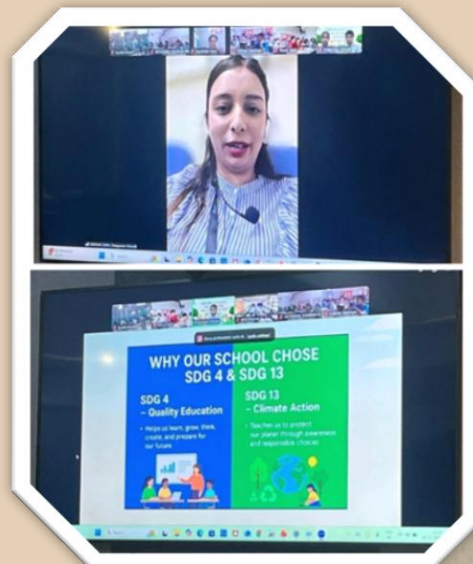 WHY OUR SCHOOL CHOSE
SDG 4 & SDG 13
SDG 4
– Quality Education
• Helps us learn, grow, think,
create, and prepare for
our future
SDG 13
– Climate Action
• Teaches us to protect
our planet through awareness
and responsible choices